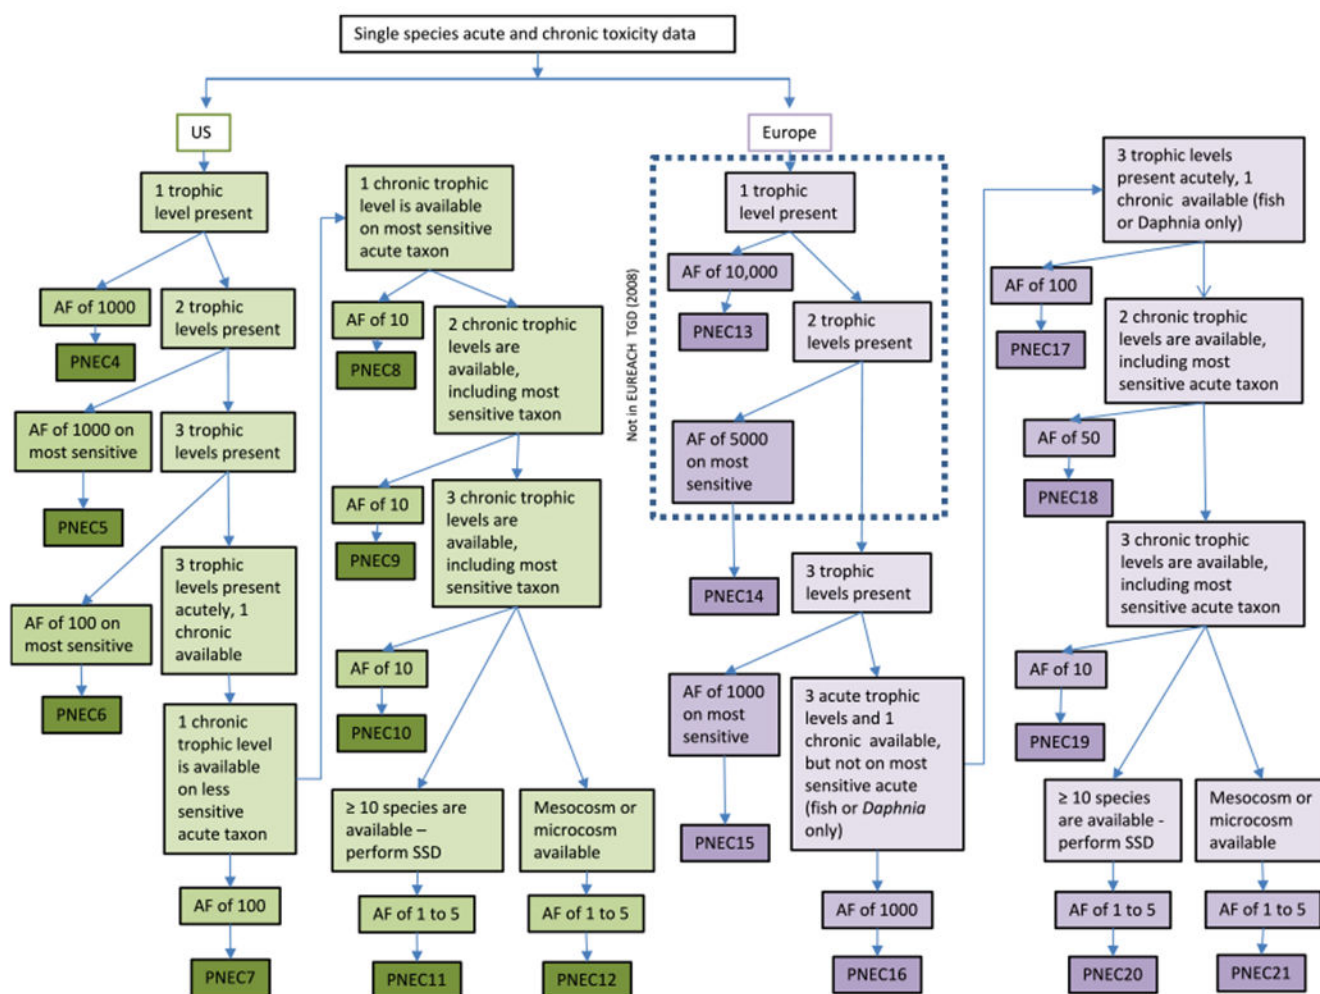 Single species acute and chronic toxicity data
US
1 trophic
level present
AF of 1000
PNEC4
2 trophic
levels present
AF of 1000 on
most sensitive
PNEC5
3 trophic
levels present
AF of 100 on
most sensitive
PNEC6
3 trophic
levels present
acutely, 1
chronic
available
1 chronic
trophic level
is available
on less
sensitive
acute taxon
AF of 100
PNEC7
1 chronic trophic
level is available
on most sensitive
acute taxon
AF of 10
PNEC8
2 chronic trophic
levels are
available,
including most
sensitive taxon
AF of 10
PNEC9
3 chronic trophic
levels are
available,
including most
sensitive taxon
AF of 10
PNEC10
≥ 10 species are
available –
perform SSD
AF of 1 to 5
PNEC11
Mesocosm or
microcosm
available
AF of 1 to 5
PNEC12
Europe
Not in EUREACH TGD (2008)
1 trophic
level present
AF of 10,000
PNEC13
2 trophic
levels present
AF of 5000
on most
sensitive
PNEC14
3 trophic
levels present
AF of 1000
on most
sensitive
PNEC15
3 acute trophic
levels and 1
chronic available,
but not on most
sensitive acute
(fish or Daphnia
only)
AF of 1000
PNEC16
3 trophic levels
present acutely, 1
chronic available (fish
or Daphnia only)
AF of 100
PNEC17
2 chronic trophic
levels are available,
including most
sensitive acute taxon
AF of 50
PNEC18
3 chronic trophic
levels are available,
including most
sensitive acute taxon
AF of 10
PNEC19
≥ 10 species
are available -
perform SSD
AF of 1 to 5
PNEC20
Mesocosm or
microcosm
available
AF of 1 to 5
PNEC21